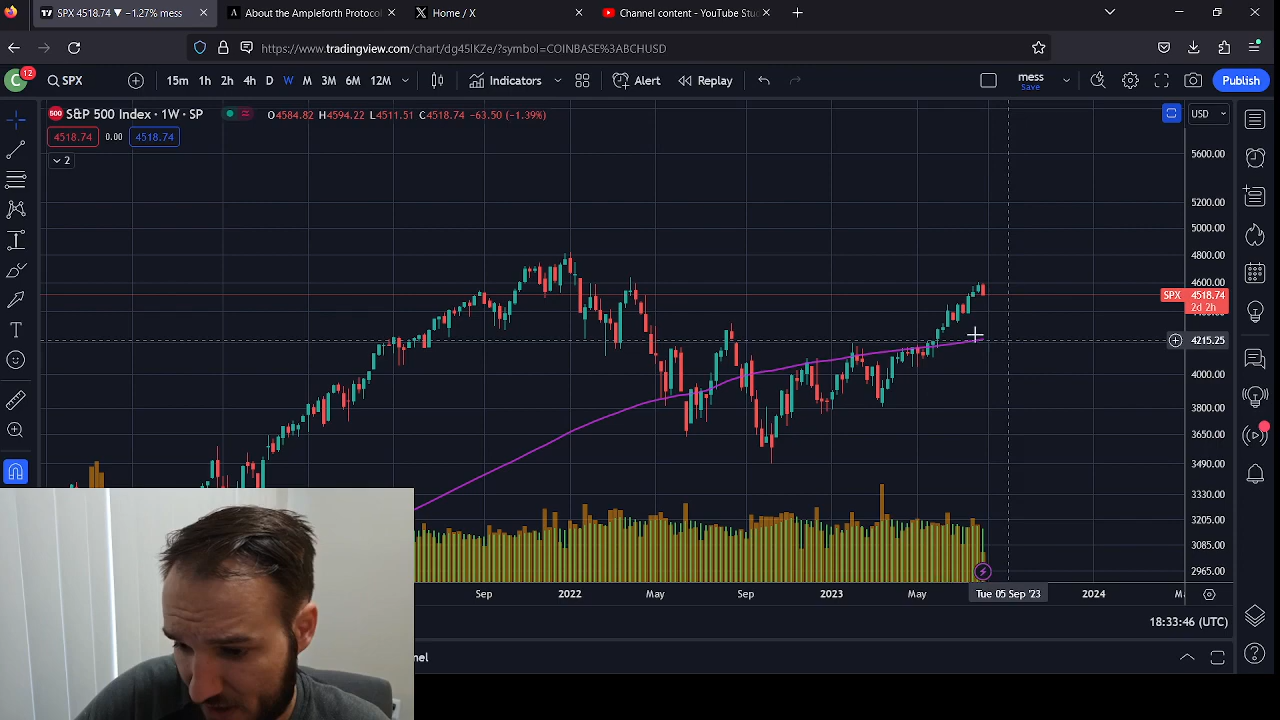 SPX 4518.74 ▼ −1.27% mess
About the Ampleforth Protocol
Home / X
Channel content - YouTube Stud
https://www.tradingview.com/chart/dg45lKZe/?symbol=COINBASE%3ABCHUSD
C 12 SPX 15m 1h 2h 4h D W M 3M 6M 12M Indicators Alert Replay mess Save Publish
500 S&P 500 Index · 1W · SP O4584.82 H4594.22 L4511.51 C4518.74 −63.50 (−1.39%) USD
4518.74 0.00 4518.74
2
5600.00
5200.00
5000.00
4800.00
4600.00
SPX 4518.74
2d 2h
4215.25
4000.00
3800.00
3650.00
3490.00
3330.00
3205.00
3085.00
2965.00
Sep 2022 May Sep 2023 May Tue 05 Sep '23 2024
18:33:46 (UTC)
nel